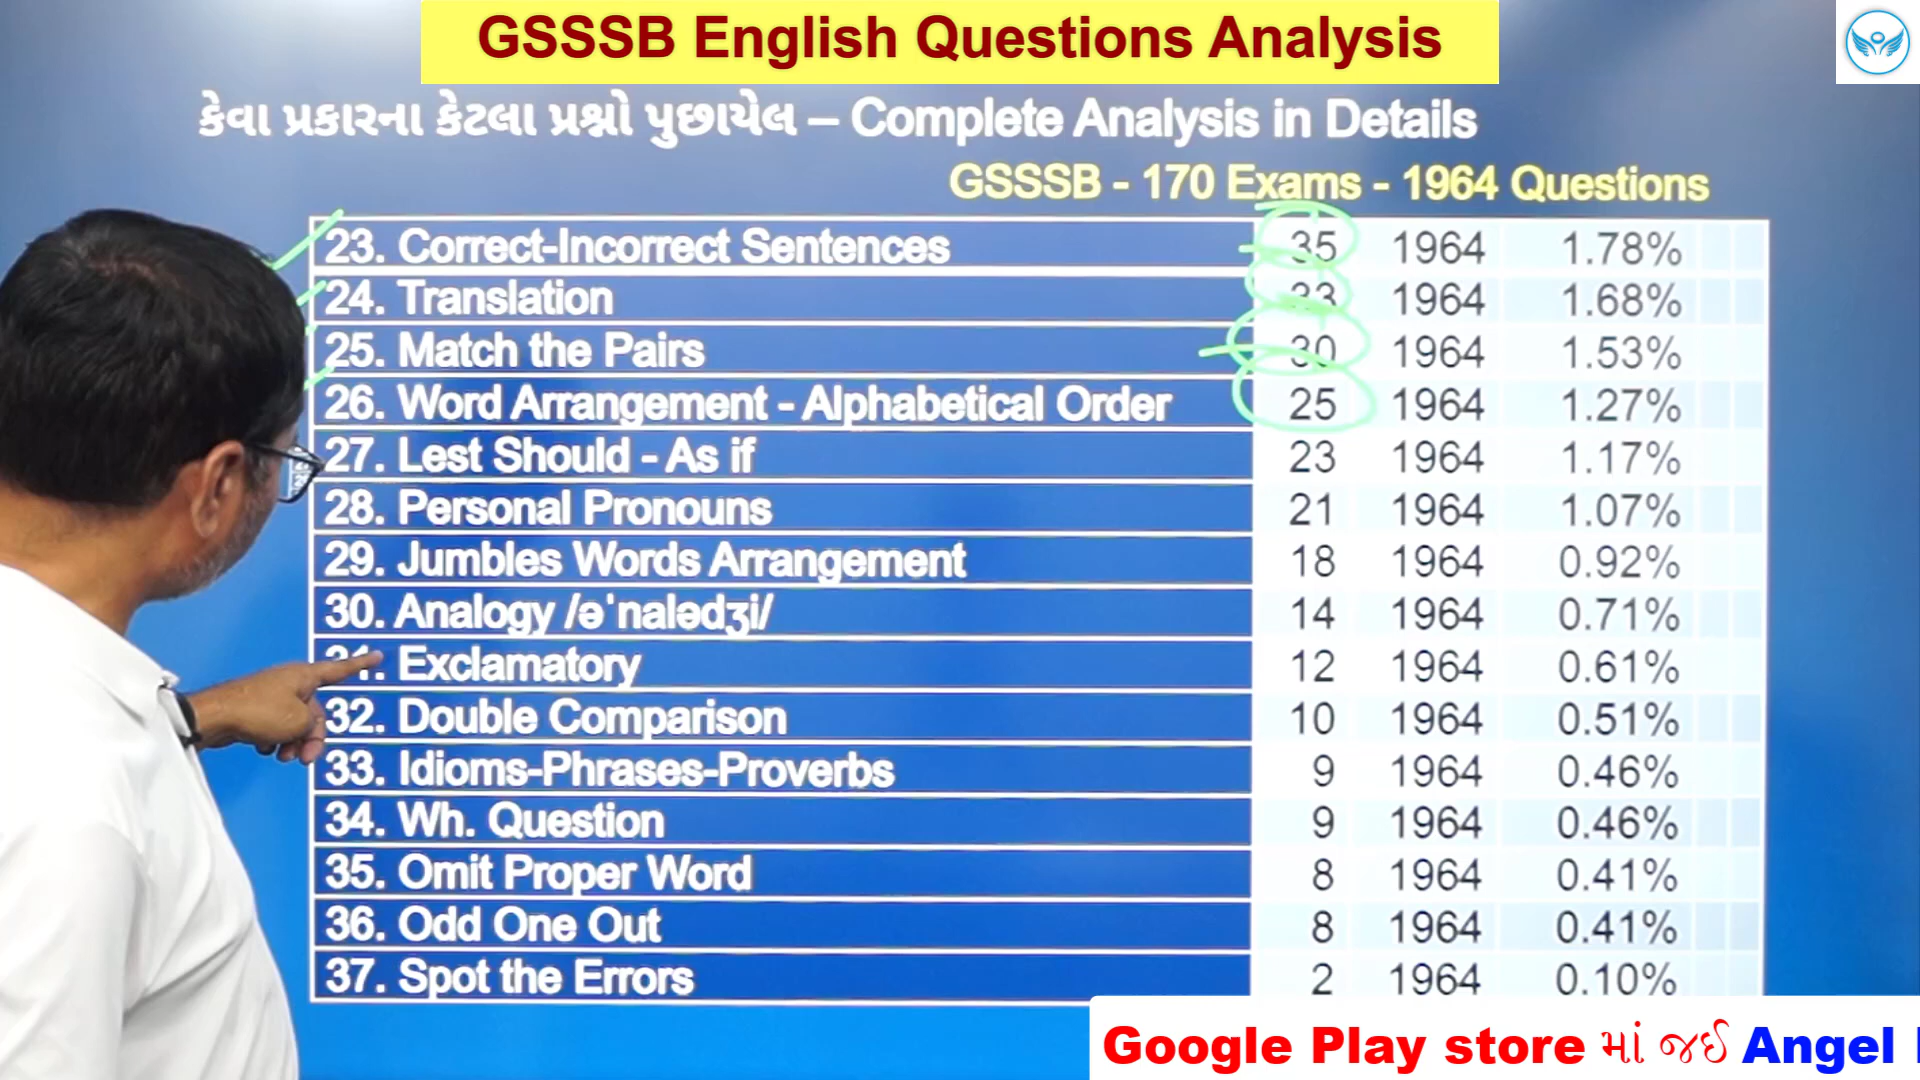 GSSSB English Questions Analysis
કેવા પ્રકારના કેટલા પ્રશ્નો પુછાયેલ – Complete Analysis in Details
GSSSB - 170 Exams - 1964 Questions
23. Correct-Incorrect Sentences 35 1964 1.78%
24. Translation 33 1964 1.68%
25. Match the Pairs 30 1964 1.53%
26. Word Arrangement - Alphabetical Order 25 1964 1.27%
27. Lest Should - As if 23 1964 1.17%
28. Personal Pronouns 21 1964 1.07%
29. Jumbles Words Arrangement 18 1964 0.92%
30. Analogy /əˈnalədʒi/ 14 1964 0.71%
31. Exclamatory 12 1964 0.61%
32. Double Comparison 10 1964 0.51%
33. Idioms-Phrases-Proverbs 9 1964 0.46%
34. Wh. Question 9 1964 0.46%
35. Omit Proper Word 8 1964 0.41%
36. Odd One Out 8 1964 0.41%
37. Spot the Errors 2 1964 0.10%
Google Play store માં જઈ Angel